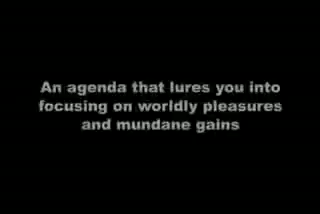 An agenda that lures you into
focusing on worldly pleasures
and mundane gains